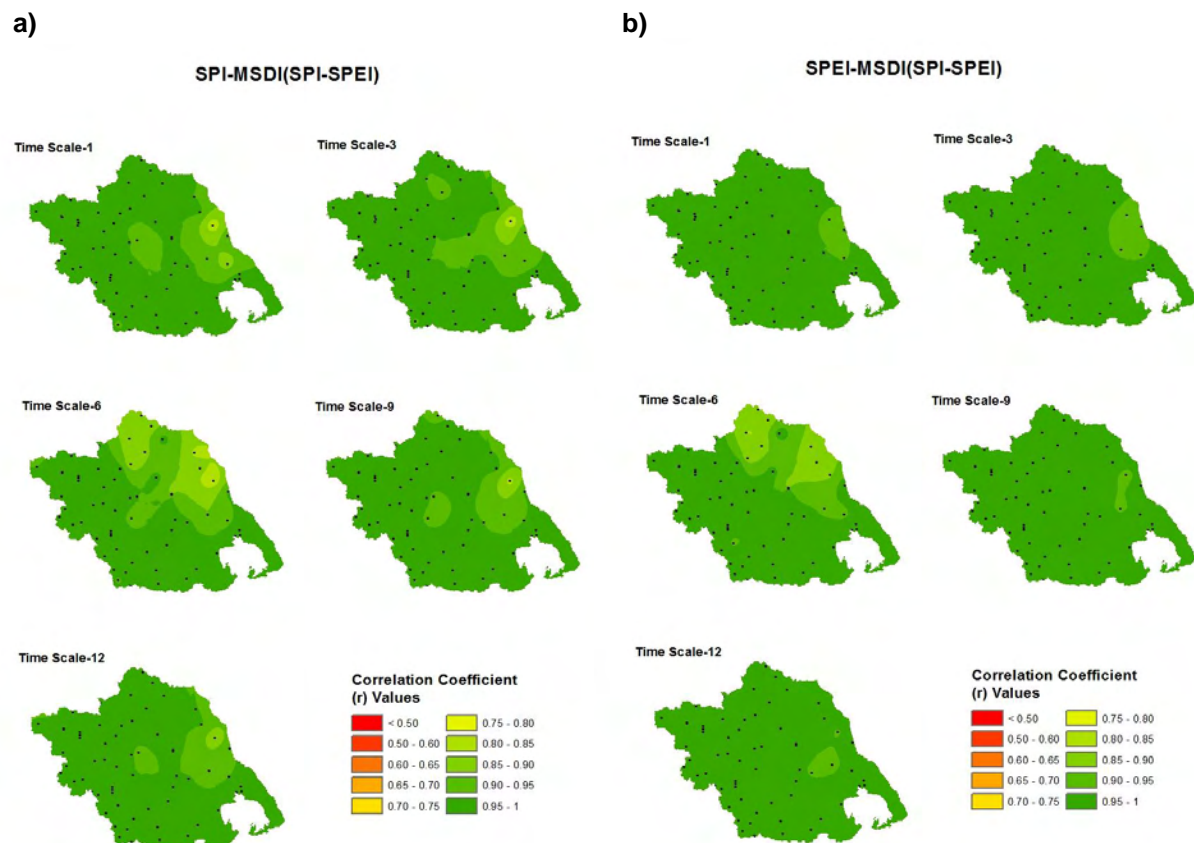 a)
SPI-MSDI(SPI-SPEI)
Time Scale-1
Time Scale-3
Time Scale-6
Time Scale-9
Time Scale-12
Correlation Coefficient
(r) Values
< 0.50
0.50 - 0.60
0.60 - 0.65
0.65 - 0.70
0.70 - 0.75
0.75 - 0.80
0.80 - 0.85
0.85 - 0.90
0.90 - 0.95
0.95 - 1
b)
SPEI-MSDI(SPI-SPEI)
Time Scale-1
Time Scale-3
Time Scale-6
Time Scale-9
Time Scale-12
Correlation Coefficient
(r) Values
< 0.50
0.50 - 0.60
0.60 - 0.65
0.65 - 0.70
0.70 - 0.75
0.75 - 0.80
0.80 - 0.85
0.85 - 0.90
0.90 - 0.95
0.95 - 1